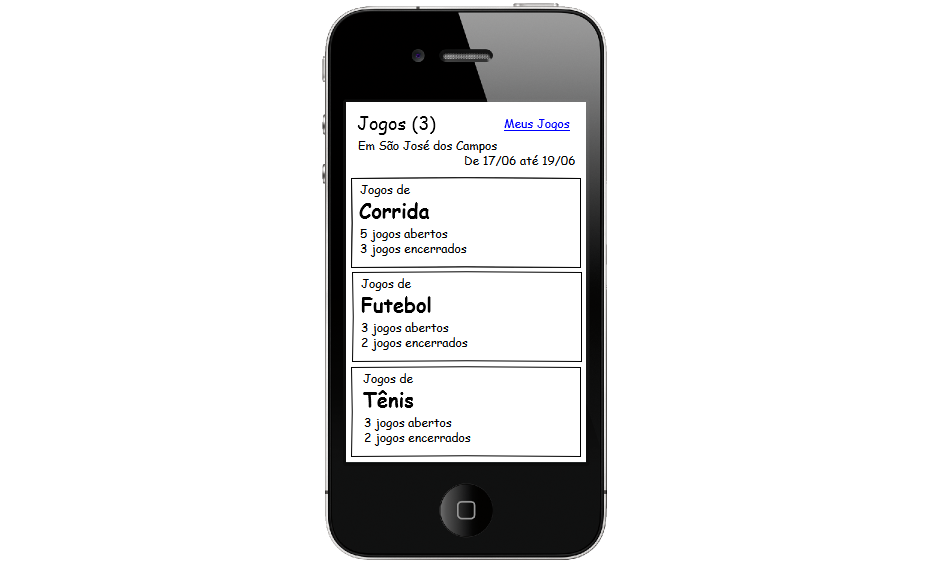 Jogos (3)
Meus Jogos
Em São José dos Campos
De 17/06 até 19/06
Jogos de
Corrida
5 jogos abertos
3 jogos encerrados
Jogos de
Futebol
3 jogos abertos
2 jogos encerrados
Jogos de
Tênis
3 jogos abertos
2 jogos encerrados